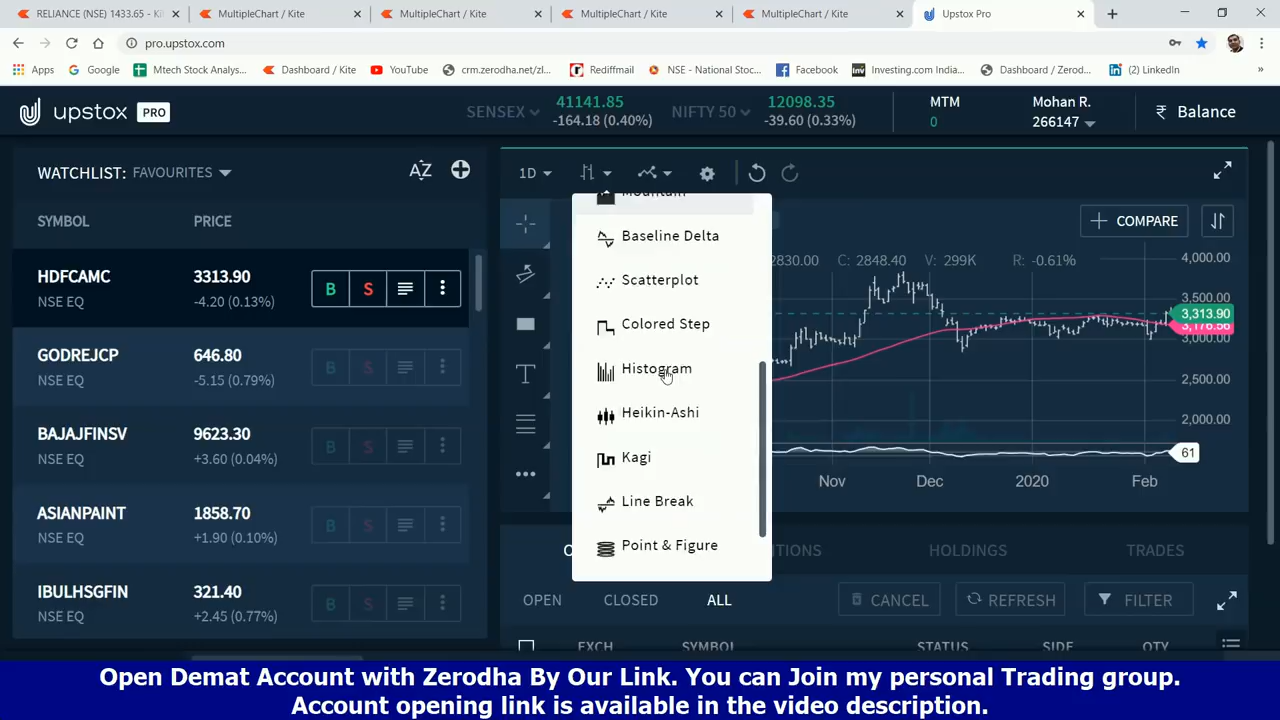 RELIANCE (NSE) 1433.65 - Ki
MultipleChart / Kite
MultipleChart / Kite
MultipleChart / Kite
MultipleChart / Kite
Upstox Pro
pro.upstox.com
Apps
Google
Mtech Stock Analys...
Dashboard / Kite
YouTube
crm.zerodha.net/zl...
Rediffmail
NSE - National Stoc...
Facebook
Investing.com India...
Dashboard / Zerod...
(2) LinkedIn
upstox PRO
SENSEX 41141.85
-164.18 (0.40%)
NIFTY 50 12098.35
-39.60 (0.33%)
MTM
0
Mohan R.
266147
₹ Balance
WATCHLIST: FAVOURITES
AZ
SYMBOL PRICE
HDFCAMC 3313.90
NSE EQ -4.20 (0.13%)
B S
GODREJCP 646.80
NSE EQ -5.15 (0.79%)
B S
BAJAJFINSV 9623.30
NSE EQ +3.60 (0.04%)
B S
ASIANPAINT 1858.70
NSE EQ +1.90 (0.10%)
B S
IBULHSGFIN 321.40
NSE EQ +2.45 (0.77%)
B S
1D
T
Mountain
Baseline Delta
Scatterplot
Colored Step
Histogram
Heikin-Ashi
Kagi
Line Break
Point & Figure
COMPARE
2830.00 C: 2848.40 V: 299K R: -0.61%
4,000.00
3,500.00
3,313.90
3,176.56
3,000.00
2,500.00
2,000.00
61
Nov Dec 2020 Feb
HOLDINGS TRADES
OPEN CLOSED ALL
CANCEL REFRESH FILTER
EXCH SYMBOL STATUS SIDE QTY
Open Demat Account with Zerodha By Our Link. You can Join my personal Trading group.
Account opening link is available in the video description.